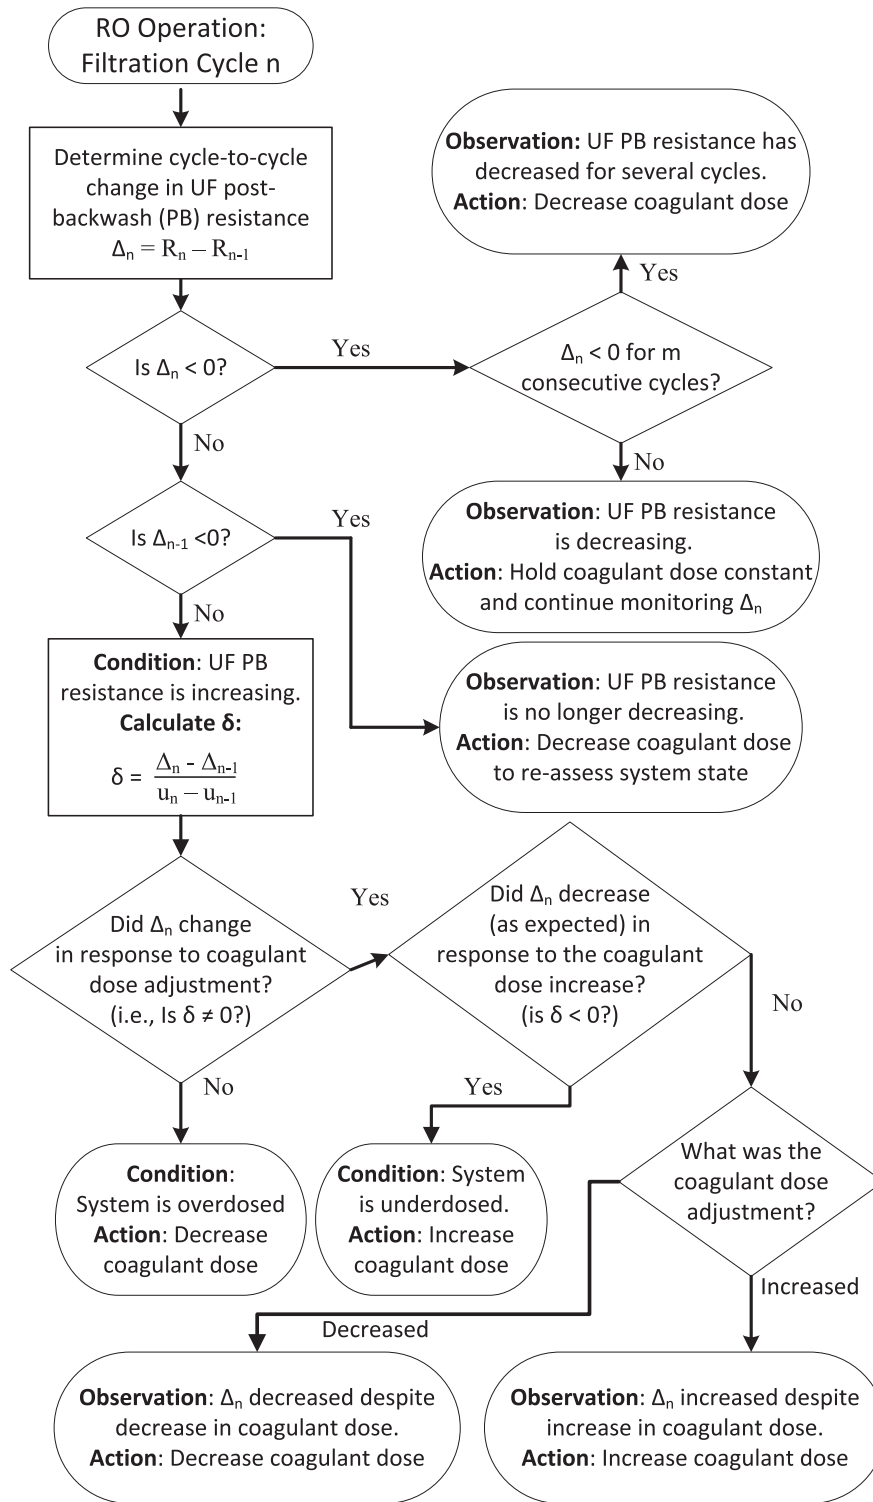 RO Operation:
Filtration Cycle n
Determine cycle-to-cycle
change in UF post-
backwash (PB) resistance
Δn = Rn – Rn-1
Observation: UF PB resistance has
decreased for several cycles.
Action: Decrease coagulant dose
Yes
Is Δn < 0?
Yes
Δn < 0 for m
consecutive cycles?
No
No
Is Δn-1 <0?
Yes
Observation: UF PB resistance
is decreasing.
Action: Hold coagulant dose constant
and continue monitoring Δn
No
Condition: UF PB
resistance is increasing.
Calculate δ:
δ = Δn - Δn-1
un – un-1
Observation: UF PB resistance
is no longer decreasing.
Action: Decrease coagulant dose
to re-assess system state
Did Δn change
in response to coagulant
dose adjustment?
(i.e., Is δ ≠ 0?)
Yes
Did Δn decrease
(as expected) in
response to the coagulant
dose increase?
(is δ < 0?)
No
No
Yes
Condition:
System is overdosed
Action: Decrease
coagulant dose
Condition: System
is underdosed.
Action: Increase
coagulant dose
What was the
coagulant dose
adjustment?
Decreased
Increased
Observation: Δn decreased despite
decrease in coagulant dose.
Action: Decrease coagulant dose
Observation: Δn increased despite
increase in coagulant dose.
Action: Increase coagulant dose